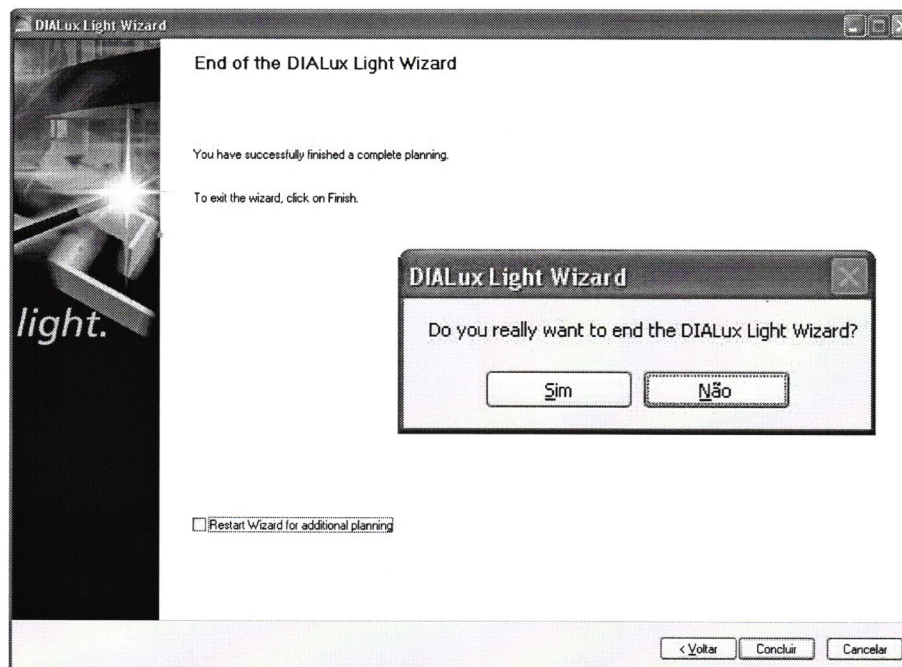 DIALux Light Wizard
End of the DIALux Light Wizard
You have successfully finished a complete planning.
To exit the wizard, click on Finish.
light.
DIALux Light Wizard
Do you really want to end the DIALux Light Wizard?
Sim
Não
Restart Wizard for additional planning
< Voltar
Concluir
Cancelar